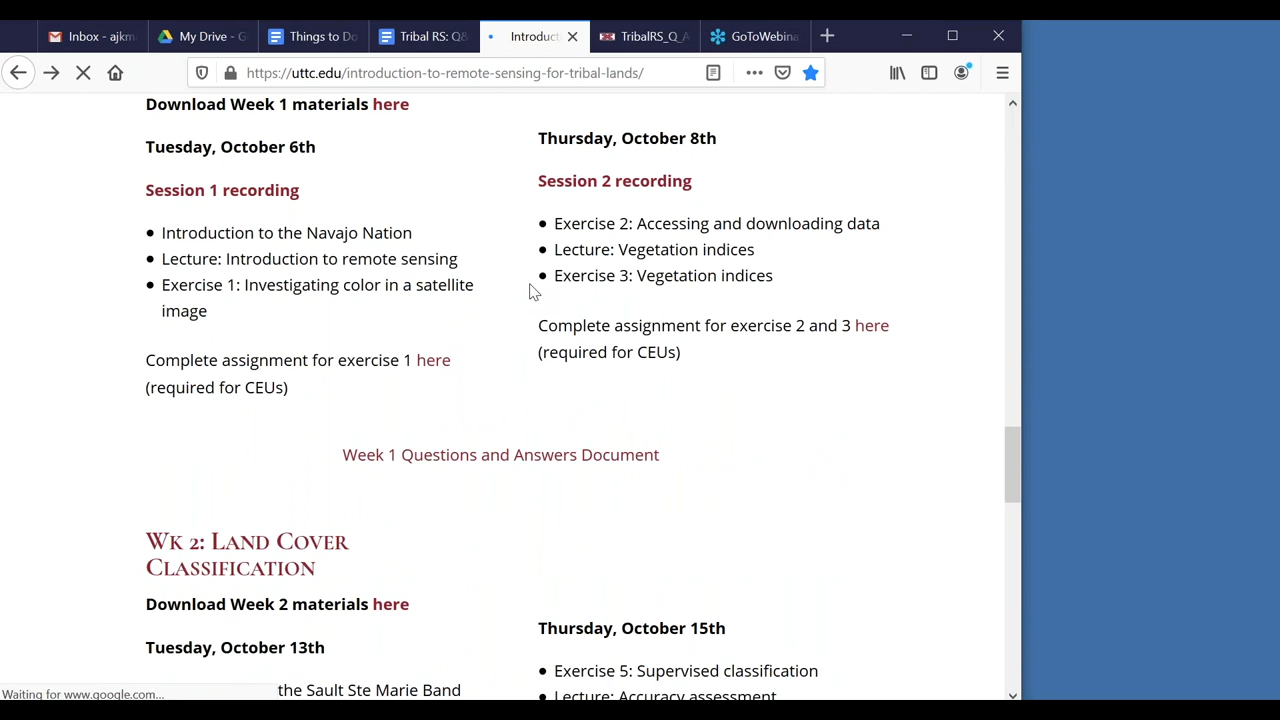 Inbox - ajkm
My Drive - G
Things to Do
Tribal RS: Q&
Introduct
TribalRS_Q_A
GoToWebina
https://uttc.edu/introduction-to-remote-sensing-for-tribal-lands/
Download Week 1 materials here
Tuesday, October 6th
Session 1 recording
Introduction to the Navajo Nation
Lecture: Introduction to remote sensing
Exercise 1: Investigating color in a satellite
image
Complete assignment for exercise 1 here
(required for CEUs)
Thursday, October 8th
Session 2 recording
Exercise 2: Accessing and downloading data
Lecture: Vegetation indices
Exercise 3: Vegetation indices
Complete assignment for exercise 2 and 3 here
(required for CEUs)
Week 1 Questions and Answers Document
Wk 2: Land Cover
Classification
Download Week 2 materials here
Tuesday, October 13th
the Sault Ste Marie Band
Thursday, October 15th
Exercise 5: Supervised classification
Lecture: Accuracy assessment
Waiting for www.google.com...